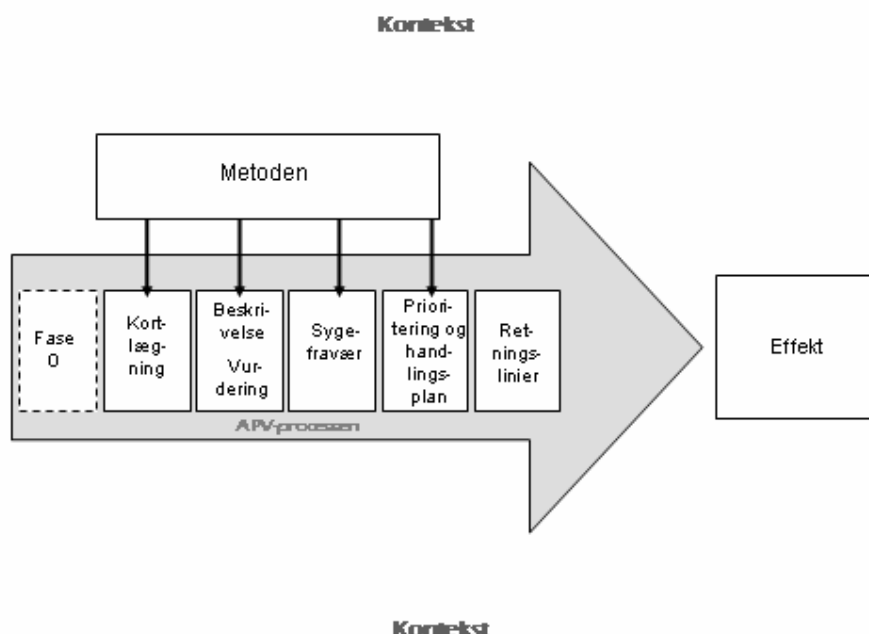 Kontekst
Metoden
Fase
0
Kort-
læg-
ning
Beskri-
velse
Vur-
dering
Syge-
fravær
Priori-
tering og
hand-
lings-
plan
Ret-
nings-
linier
APV-processen
Effekt
Kontekst